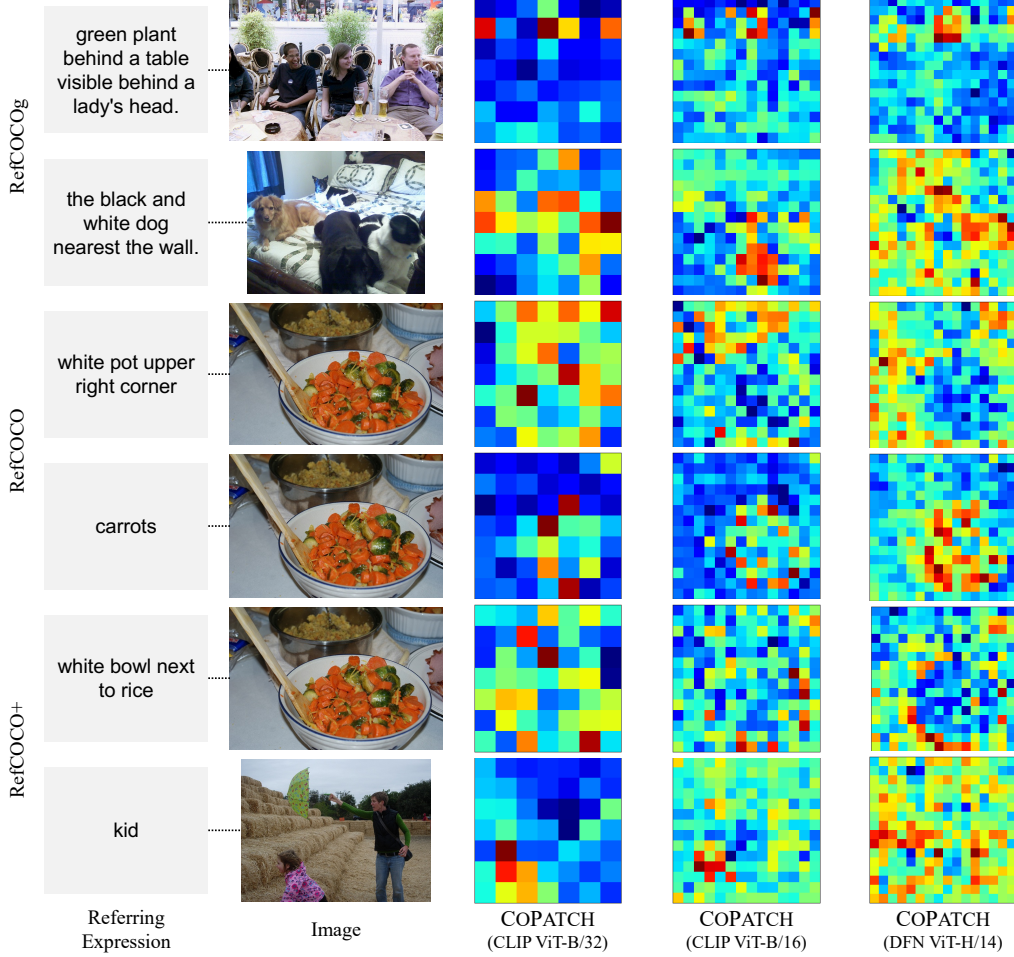 RefCOCOg
green plant
behind a table
visible behind a
lady's head.
the black and
white dog
nearest the wall.
RefCOCO
white pot upper
right corner
carrots
RefCOCO+
white bowl next
to rice
kid
Referring
Expression
Image
COPATCH
(CLIP ViT-B/32)
COPATCH
(CLIP ViT-B/16)
COPATCH
(DFN ViT-H/14)